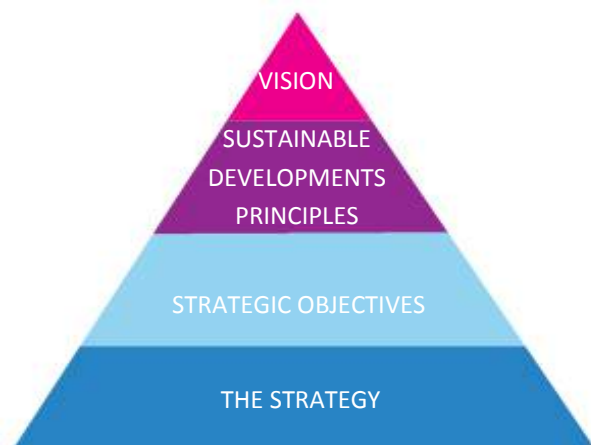 VISION
SUSTAINABLE
DEVELOPMENTS
PRINCIPLES
STRATEGIC OBJECTIVES
THE STRATEGY